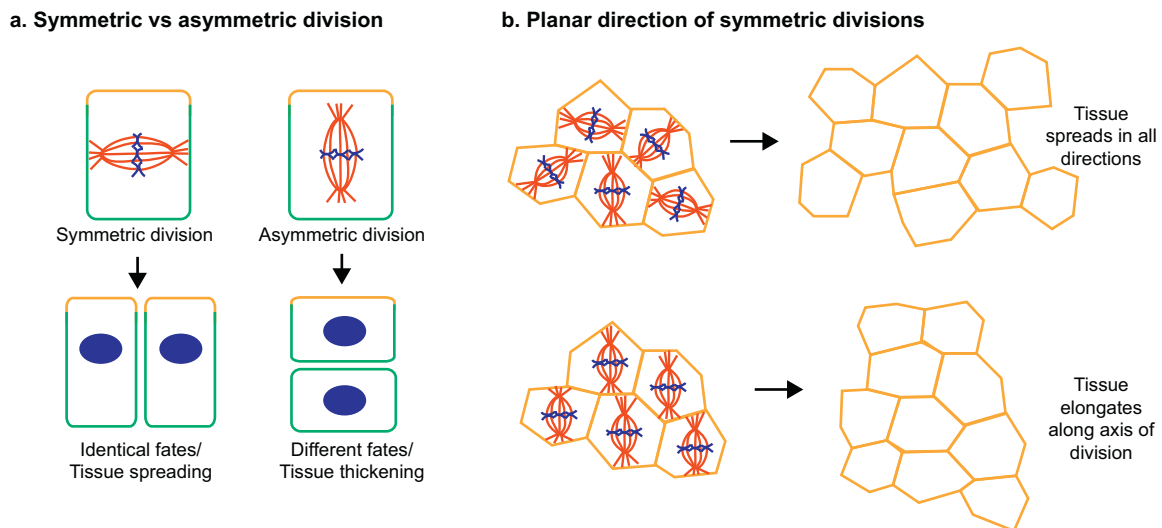 a. Symmetric vs asymmetric division
Symmetric division
Asymmetric division
Identical fates/
Tissue spreading
Different fates/
Tissue thickening
b. Planar direction of symmetric divisions
Tissue
spreads in all
directions
Tissue
elongates
along axis of
division